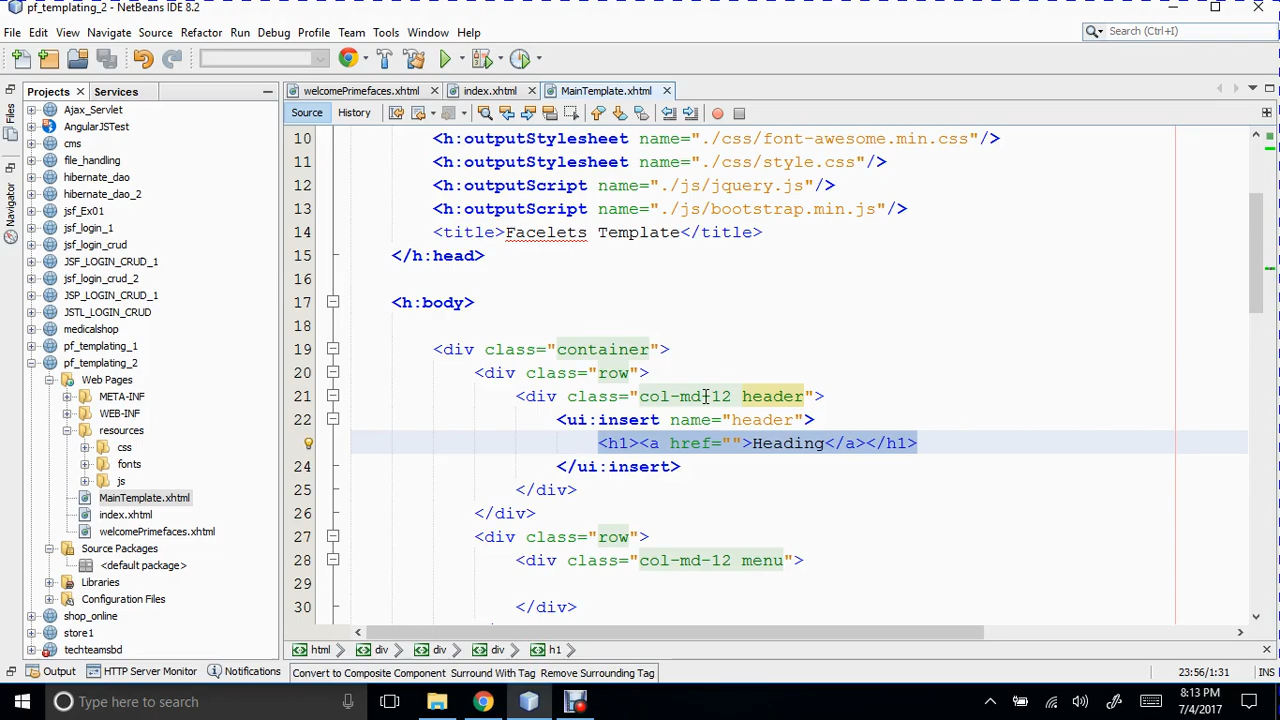 pf_templating_2 - NetBeans IDE 8.2
File Edit View Navigate Source Refactor Run Debug Profile Team Tools Window Help
Search (Ctrl+I)
Projects Services
welcomePrimefaces.xhtml index.xhtml MainTemplate.xhtml
Source History
Files
Navigator
Ajax_Servlet
AngularJSTest
cms
file_handling
hibernate_dao
hibernate_dao_2
jsf_Ex01
jsf_login_1
jsf_login_crud
JSF_LOGIN_CRUD_1
jsf_login_crud_2
JSP_LOGIN_CRUD_1
JSTL_LOGIN_CRUD
medicalshop
pf_templating_1
pf_templating_2
Web Pages
META-INF
WEB-INF
resources
css
fonts
js
MainTemplate.xhtml
index.xhtml
welcomePrimefaces.xhtml
Source Packages
<default package>
Libraries
Configuration Files
shop_online
store1
techteamsbd
10 <h:outputStylesheet name="./css/font-awesome.min.css"/>
11 <h:outputStylesheet name="./css/style.css"/>
12 <h:outputScript name="./js/jquery.js"/>
13 <h:outputScript name="./js/bootstrap.min.js"/>
14 <title>Facelets Template</title>
15 </h:head>
16
17 <h:body>
18
19 <div class="container">
20 <div class="row">
21 <div class="col-md-12 header">
22 <ui:insert name="header">
<h1><a href="">Heading</a></h1>
24 </ui:insert>
25 </div>
26 </div>
27 <div class="row">
28 <div class="col-md-12 menu">
29
30 </div>
html div div div h1
Output HTTP Server Monitor Notifications
Convert to Composite Component Surround With Tag Remove Surrounding Tag
23:56/1:31 INS
Type here to search
8:13 PM
7/4/2017